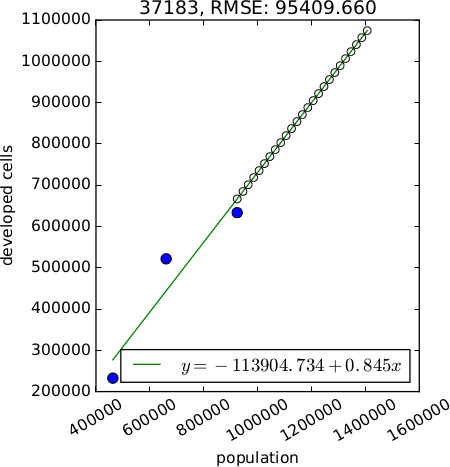 37183, RMSE: 95409.660
1100000
1000000
900000
800000
700000
600000
500000
400000
300000
200000
developed cells
y = −113904.734 + 0.845x
400000 600000 800000 1000000 1200000 1400000 1600000
population